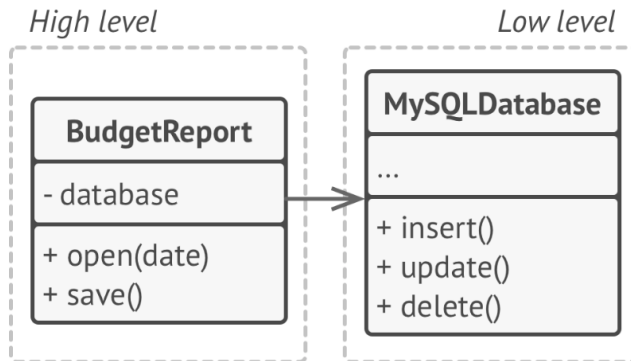 High level
Low level
BudgetReport
- database
+ open(date)
+ save()
MySQLDatabase
...
+ insert()
+ update()
+ delete()